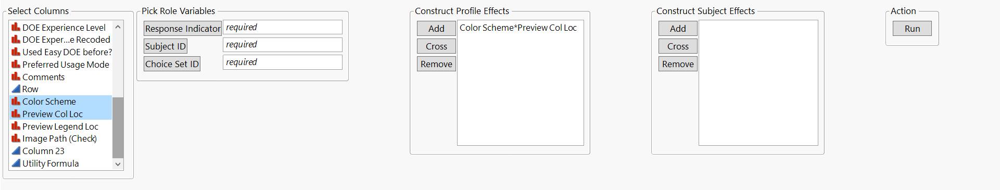 Select Columns
DOE Experience Level
DOE Exper...e Recoded
Used Easy DOE before?
Preferred Usage Mode
Comments
Row
Color Scheme
Preview Col Loc
Preview Legend Loc
Image Path (Check)
Column 23
Utility Formula
Pick Role Variables
Response Indicator required
Subject ID required
Choice Set ID required
Construct Profile Effects
Add
Cross
Remove
Color Scheme*Preview Col Loc
Construct Subject Effects
Add
Cross
Remove
Action
Run